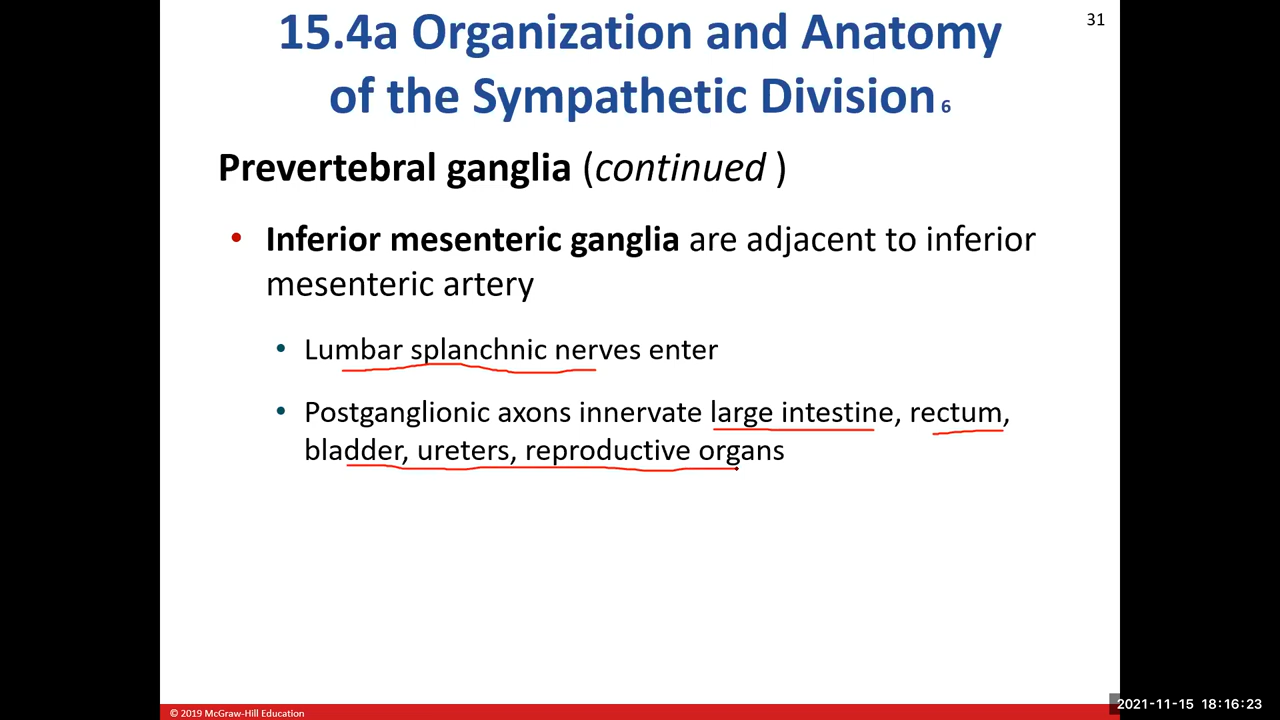 31
15.4a Organization and Anatomy
of the Sympathetic Division 6
Prevertebral ganglia (continued )
• Inferior mesenteric ganglia are adjacent to inferior
mesenteric artery
• Lumbar splanchnic nerves enter
• Postganglionic axons innervate large intestine, rectum,
bladder, ureters, reproductive organs
© 2019 McGraw-Hill Education
2021-11-15 18:16:23